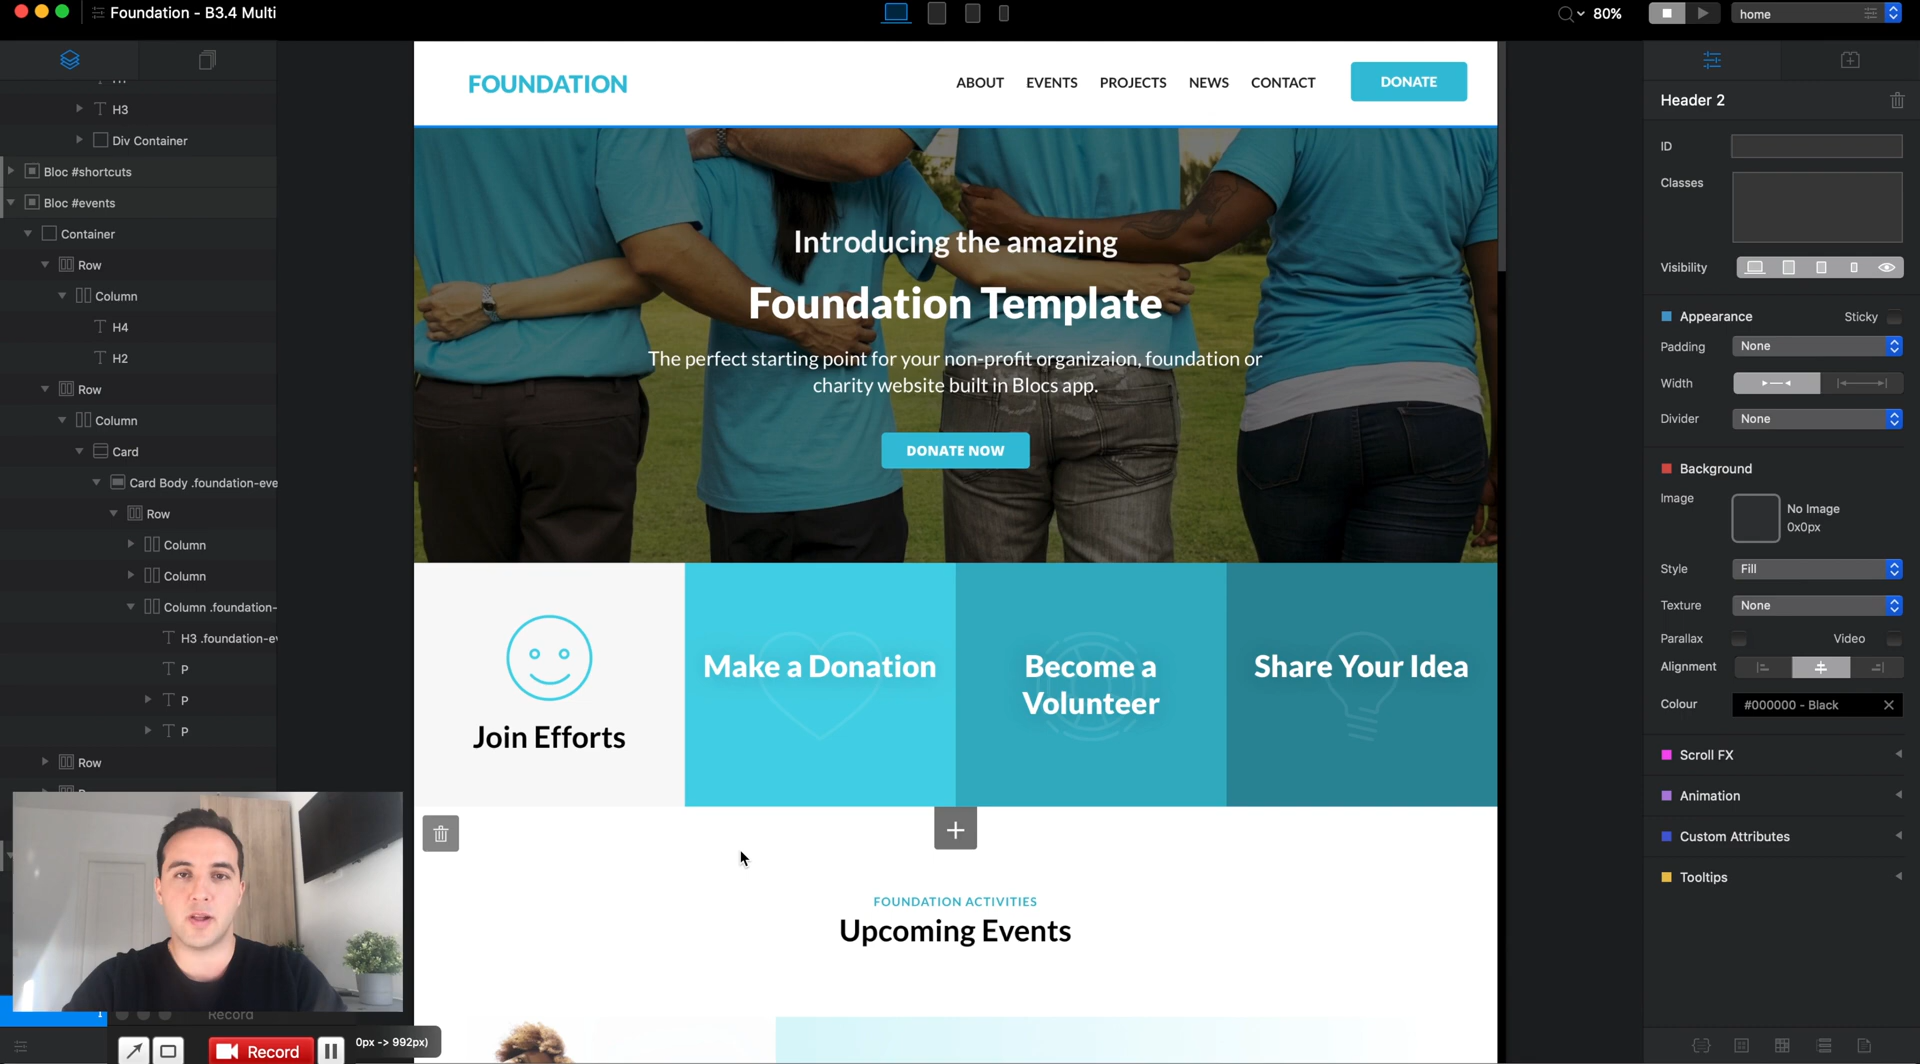 Foundation - B3.4 Multi
80%
home
H3
Div Container
Bloc #shortcuts
Bloc #events
Container
Row
Column
H4
H2
Row
Column
Card
Card Body .foundation-eve
Row
Column
Column
Column .foundation-
H3 .foundation-ev
P
P
P
Row
Record
Record
0px -> 992px)
FOUNDATION
ABOUT EVENTS PROJECTS NEWS CONTACT DONATE
Introducing the amazing
Foundation Template
The perfect starting point for your non-profit organizaion, foundation or
charity website built in Blocs app.
DONATE NOW
Join Efforts
Make a Donation
Become a
Volunteer
Share Your Idea
FOUNDATION ACTIVITIES
Upcoming Events
Header 2
ID
Classes
Visibility
Appearance Sticky
Padding None
Width
Divider None
Background
Image No Image
0x0px
Style Fill
Texture None
Parallax Video
Alignment
Colour #000000 - Black
Scroll FX
Animation
Custom Attributes
Tooltips